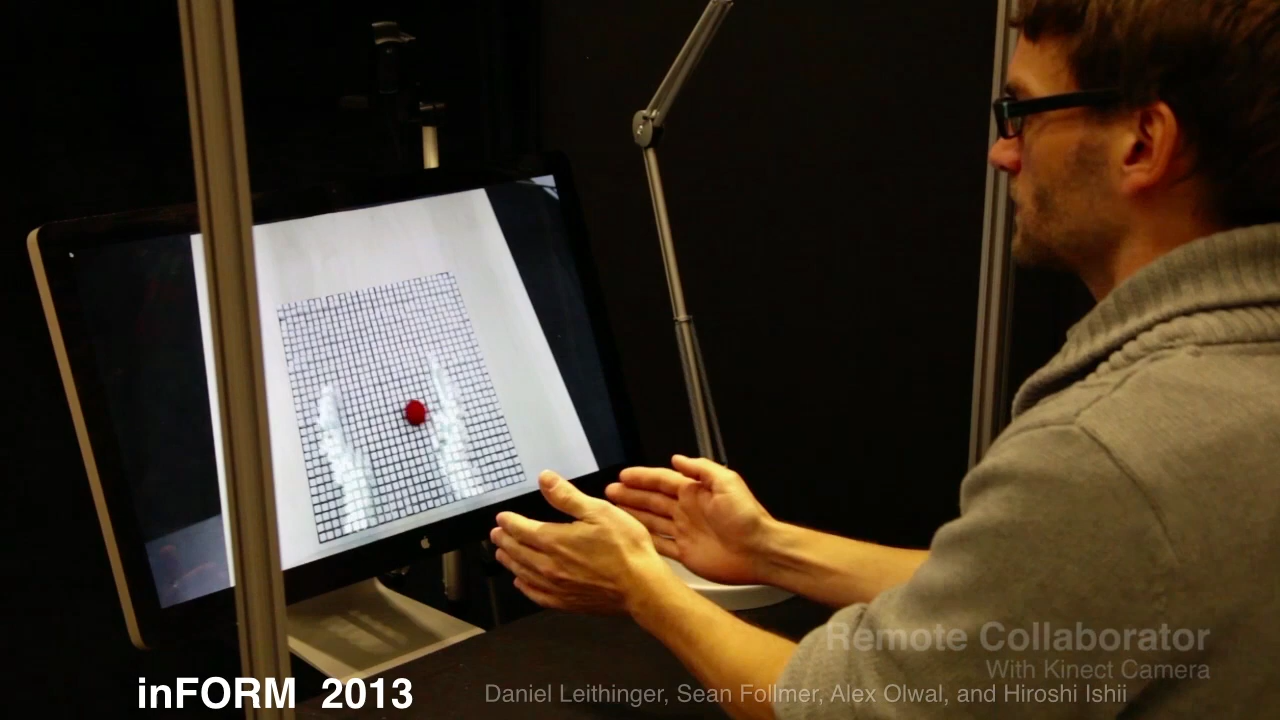 Remote Collaborator
With Kinect Camera
inFORM 2013
Daniel Leithinger, Sean Follmer, Alex Olwal, and Hiroshi Ishii